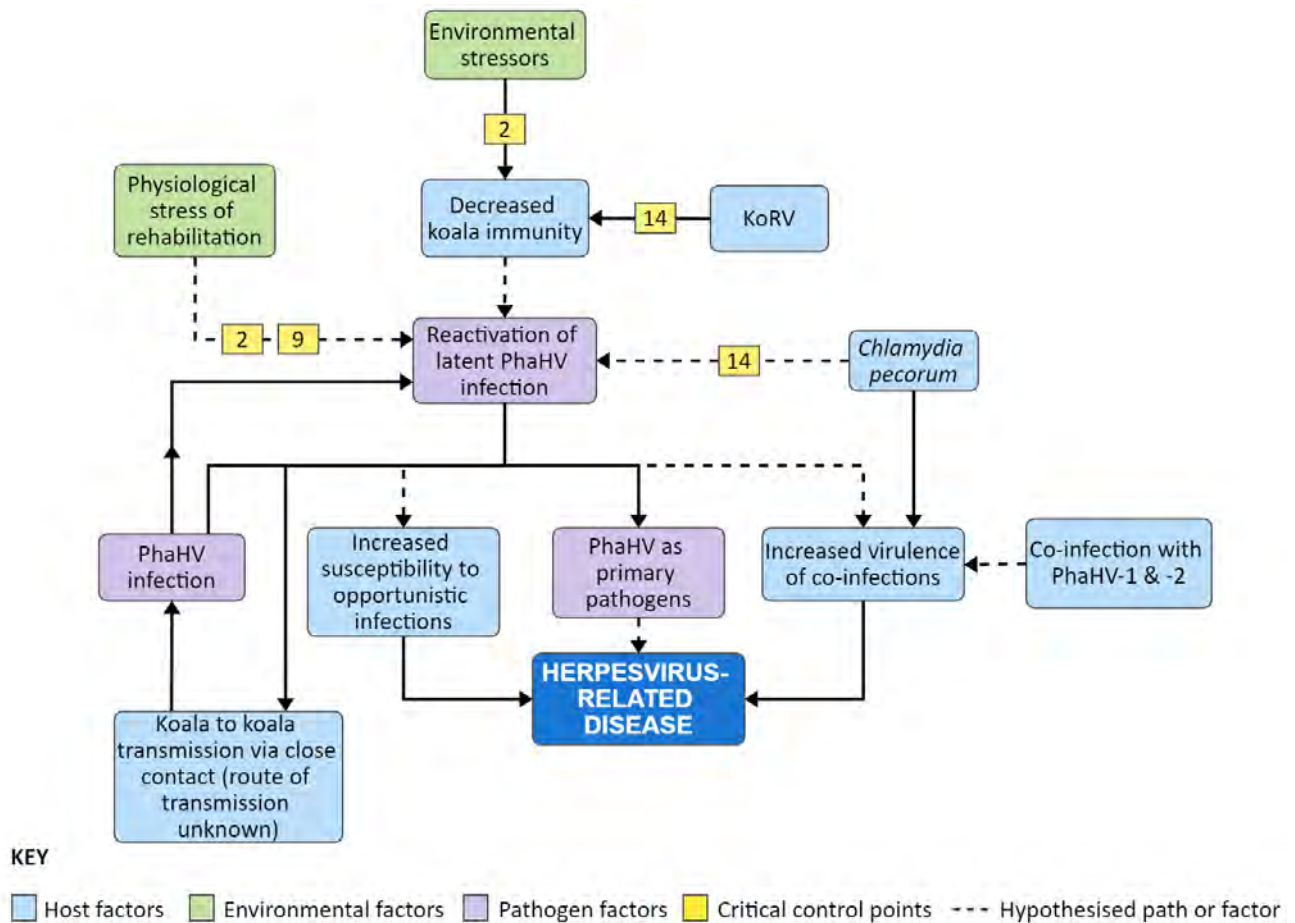 Environmental
stressors
2
Physiological
stress of
rehabilitation
Decreased
koala immunity
14
KoRV
2
9
Reactivation of
latent PhaHV
infection
14
Chlamydia
pecorum
PhaHV
infection
Increased
susceptibility to
opportunistic
infections
PhaHV as
primary
pathogens
Increased virulence
of co-infections
Co-infection with
PhaHV-1 & -2
HERPESVIRUS-
RELATED
DISEASE
Koala to koala
transmission via close
contact (route of
transmission
unknown)
KEY
Host factors
Environmental factors
Pathogen factors
Critical control points
Hypothesised path or factor